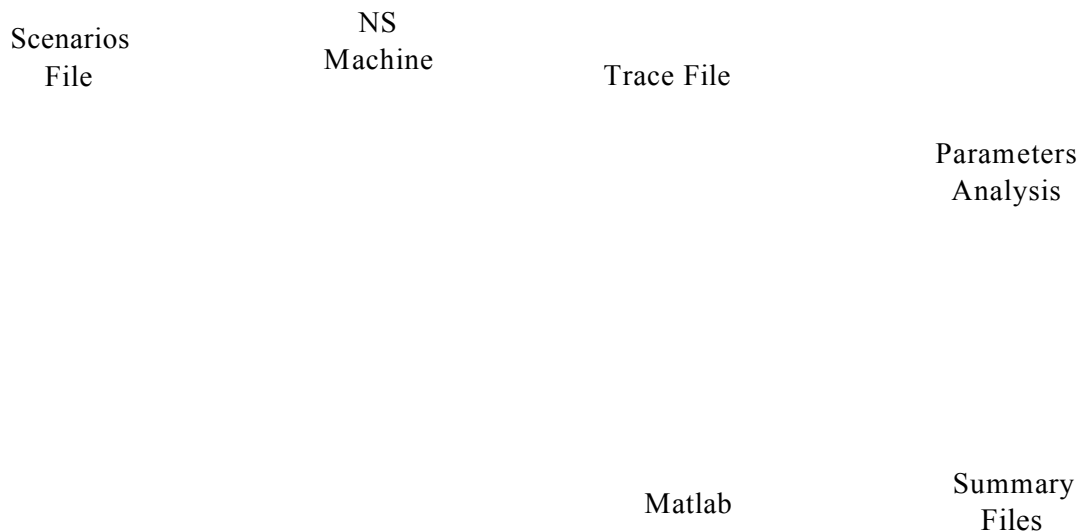 Scenarios
File
NS
Machine
Trace File
Parameters
Analysis
Matlab
Summary
Files